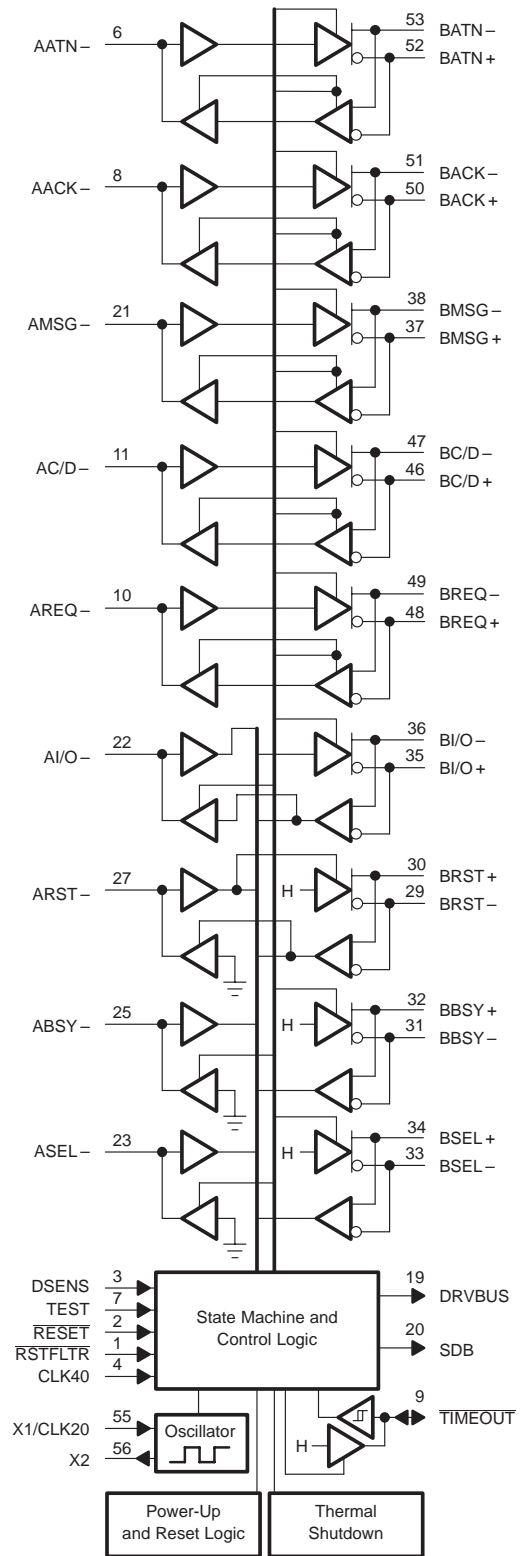 6 53
AATN– BATN–
52
BATN+
51
8 BACK–
AACK– 50
BACK+
38
21 BMSG–
AMSG– 37
BMSG+
47
11 BC/D–
AC/D– 46
BC/D+
49
10 BREQ–
AREQ– 48
BREQ+
36
22 BI/O–
AI/O– 35
BI/O+
30
27 BRST+
ARST– H 29
BRST–
32
25 BBSY+
ABSY– H 31
BBSY–
34
23 BSEL+
ASEL– H 33
BSEL–
DSENS 3
TEST 7
RESET 2
RSTFLTR 1
CLK40 4
State Machine and
Control Logic
19
DRVBUS
20
SDB
9
TIMEOUT
H
X1/CLK20 55
X2 56
Oscillator
Power-Up
and Reset Logic
Thermal
Shutdown